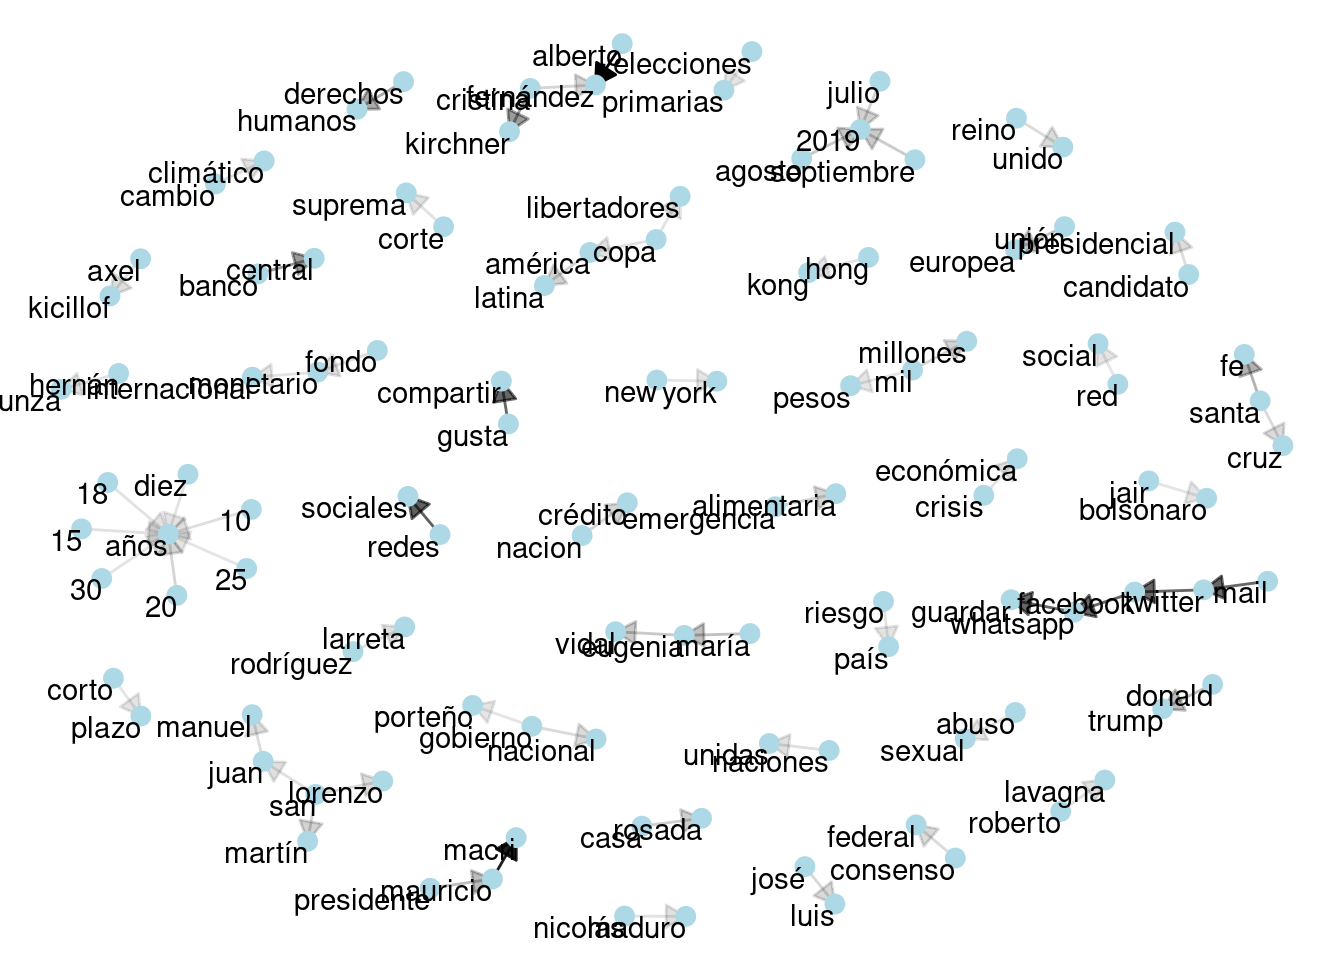 alberto
elecciones
derechos
cristina
fernández
primarias
julio
humanos
kirchner
2019
reino
unido
climático
cambio
agosto
septiembre
suprema
libertadores
corte
copa
unión
presidencial
axel
central
banco
américa
latina
hong
kong
europea
candidato
kicillof
fondo
millones
social
fe
hernán
internacional
monetario
compartir
new
york
pesos
mil
red
santa
unza
gusta
cruz
18
diez
económica
jair
15
10
sociales
crédito
emergencia
alimentaria
crisis
bolsonaro
años
redes
nacion
30
20
25
riesgo
guardar
facebook
twitter
mail
whatsapp
larreta
rodríguez
vidal
eugenia
maría
país
corto
plazo
manuel
porteño
gobierno
nacional
unidas
naciones
abuso
sexual
donald
trump
juan
san
lorenzo
lavagna
roberto
martín
macri
casa
rosada
federal
consenso
presidente
mauricio
josé
luis
nicolás
maduro